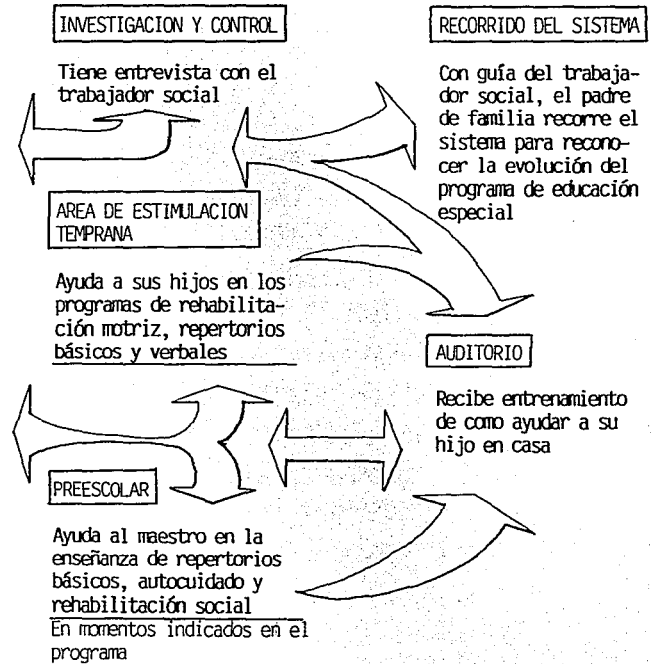 INVESTIGACION Y CONTROL
Tiene entrevista con el
trabajador social
RECORRIDO DEL SISTEMA
Con guía del trabaja-
dor social, el padre
de familia recorre el
sistema para recono-
cer la evolución del
programa de educación
especial
AREA DE ESTIMULACION
TEMPRANA
Ayuda a sus hijos en los
programas de rehabilita-
ción motriz, repertorios
básicos y verbales
AUDITORIO
Recibe entrenamiento
de como ayudar a su
hijo en casa
PREESCOLAR
Ayuda al maestro en la
enseñanza de repertorios
básicos, autocuidado y
rehabilitación social
En momentos indicados en el
programa